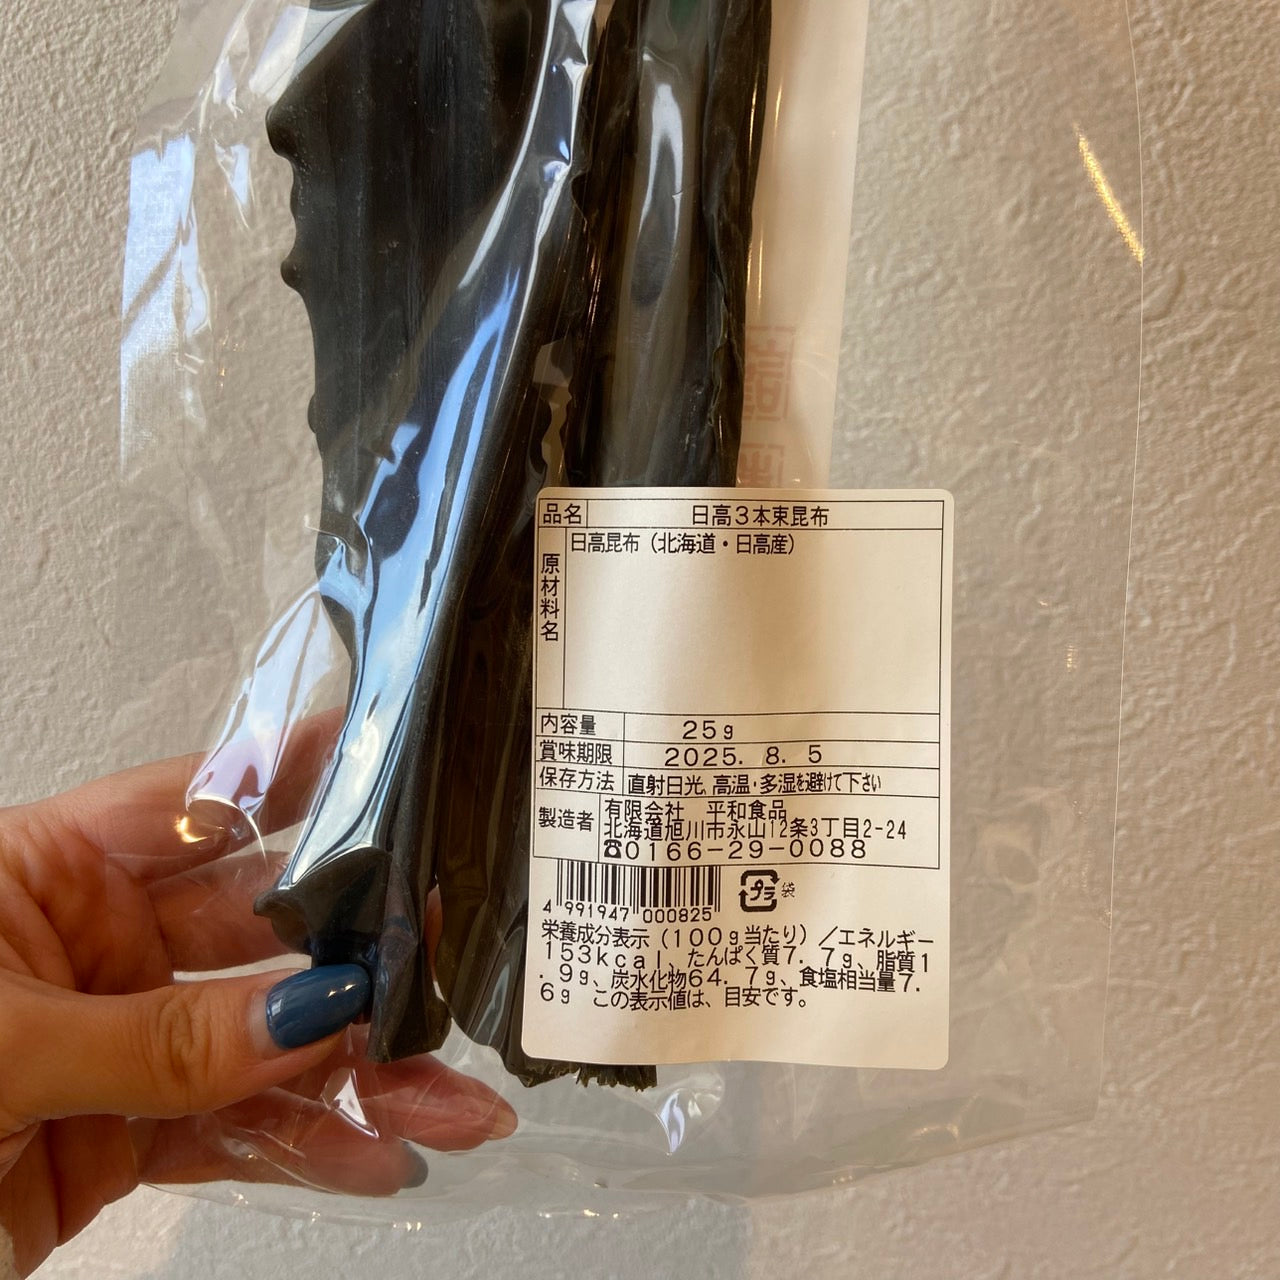 品名 日高3本束昆布
原材料名 日高昆布（北海道・日高産）
内容量 25g
賞味期限 2025. 8. 5
保存方法 直射日光、高温・多湿を避けて下さい
製造者 有限会社 平和食品
北海道旭川市永山12条3丁目2-24
☎0166-29-0088
4 991947 000825
プラ 袋
栄養成分表示（100g当たり）／エネルギー
153kcal、たんぱく質7.7g、脂質1
.9g、炭水化物64.7g、食塩相当量7.
6g この表示値は、目安です。